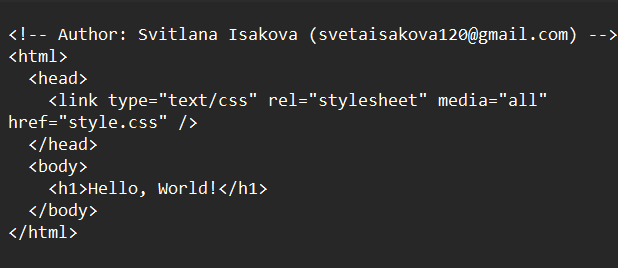 <!-- Author: Svitlana Isakova (svetaisakova120@gmail.com) -->
<html>
  <head>
    <link type="text/css" rel="stylesheet" media="all"
href="style.css" />
  </head>
  <body>
    <h1>Hello, World!</h1>
  </body>
</html>